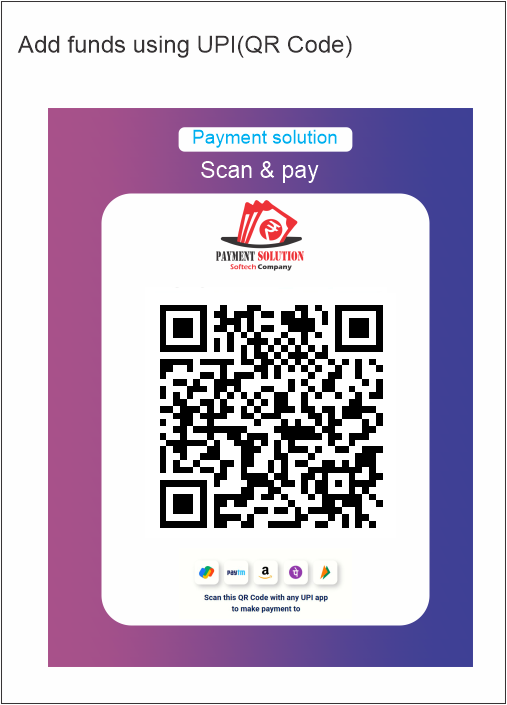 Add funds using UPI(QR Code)
Payment solution
Scan & pay
PAYMENT SOLUTION
Softech Company
Paytm
a
Scan this QR Code with any UPI app
to make payment to